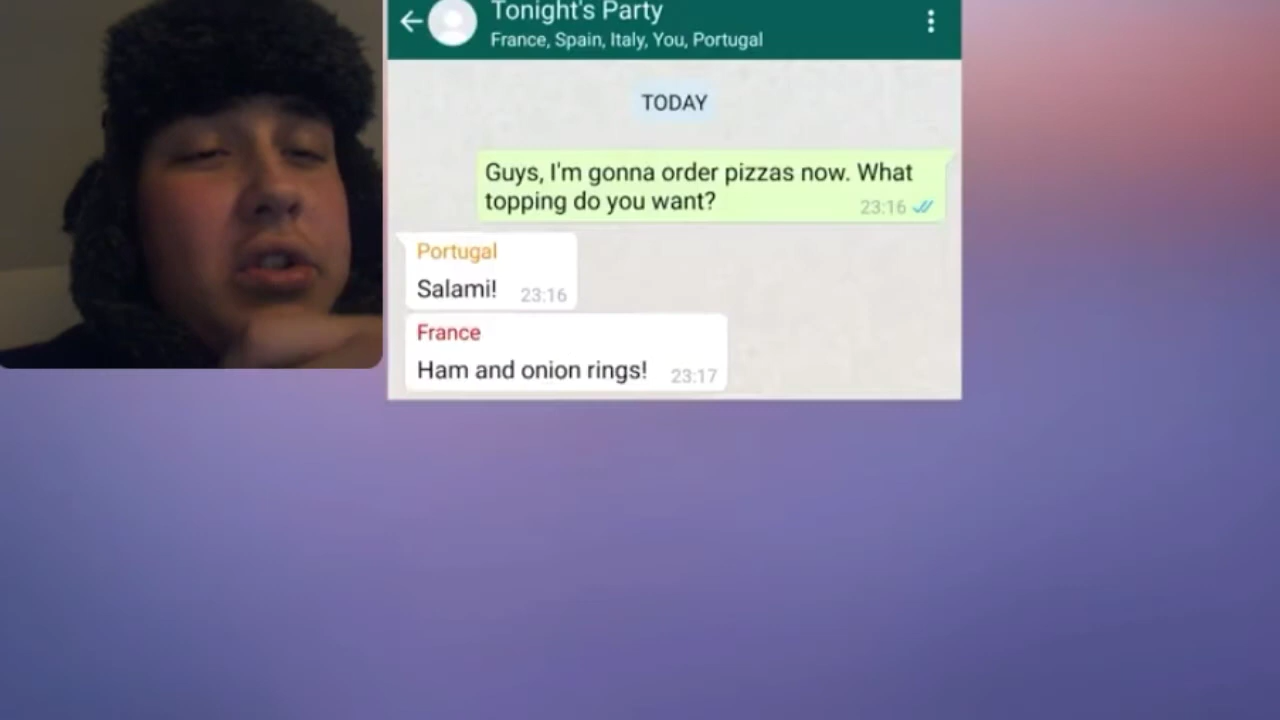 Tonight's Party
France, Spain, Italy, You, Portugal
TODAY
Guys, I'm gonna order pizzas now. What
topping do you want?
23:16
Portugal
Salami! 23:16
France
Ham and onion rings! 23:17